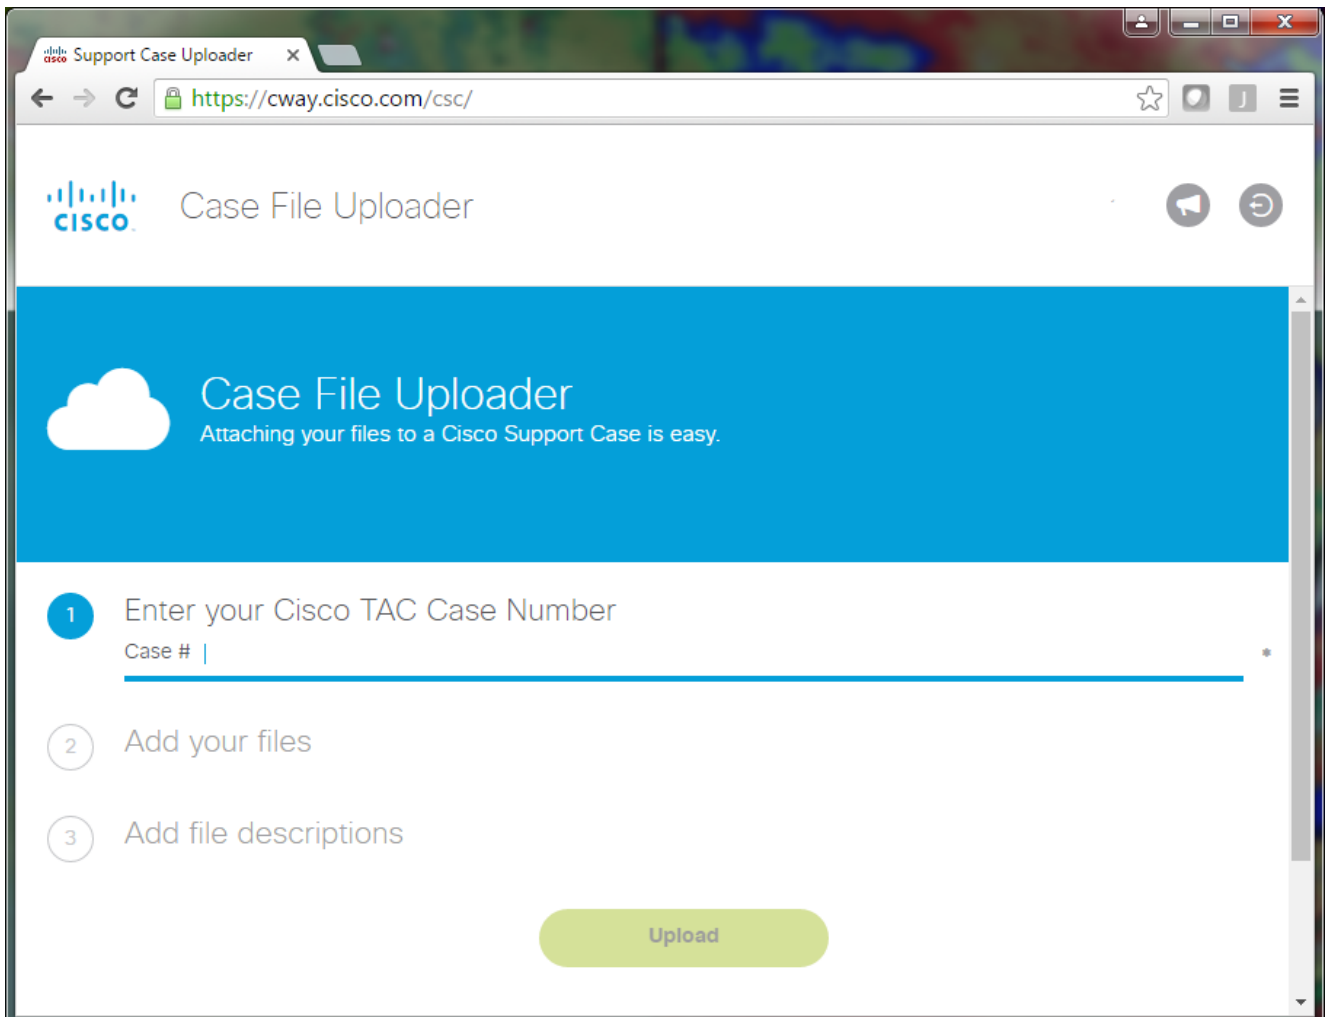 Support Case Uploader
https://cway.cisco.com/csc/
J
CISCO
Case File Uploader
Case File Uploader
Attaching your files to a Cisco Support Case is easy.
1
Enter your Cisco TAC Case Number
Case #
*
2
Add your files
3
Add file descriptions
Upload